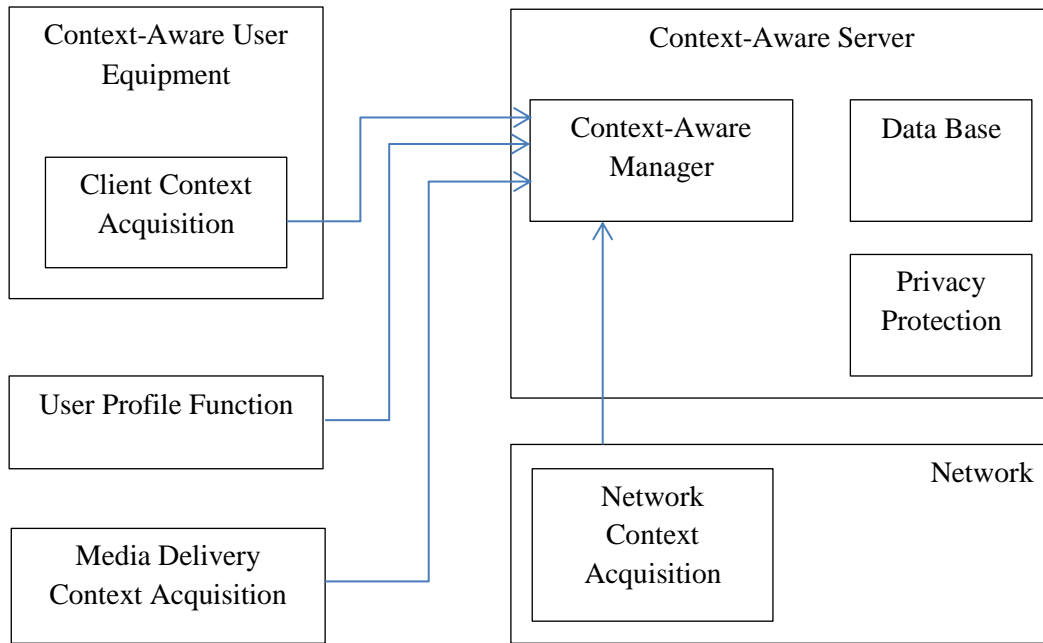 Context-Aware User
Equipment
Client Context
Acquisition
User Profile Function
Media Delivery
Context Acquisition
Context-Aware Server
Context-Aware
Manager
Data Base
Privacy
Protection
Network
Network
Context
Acquisition